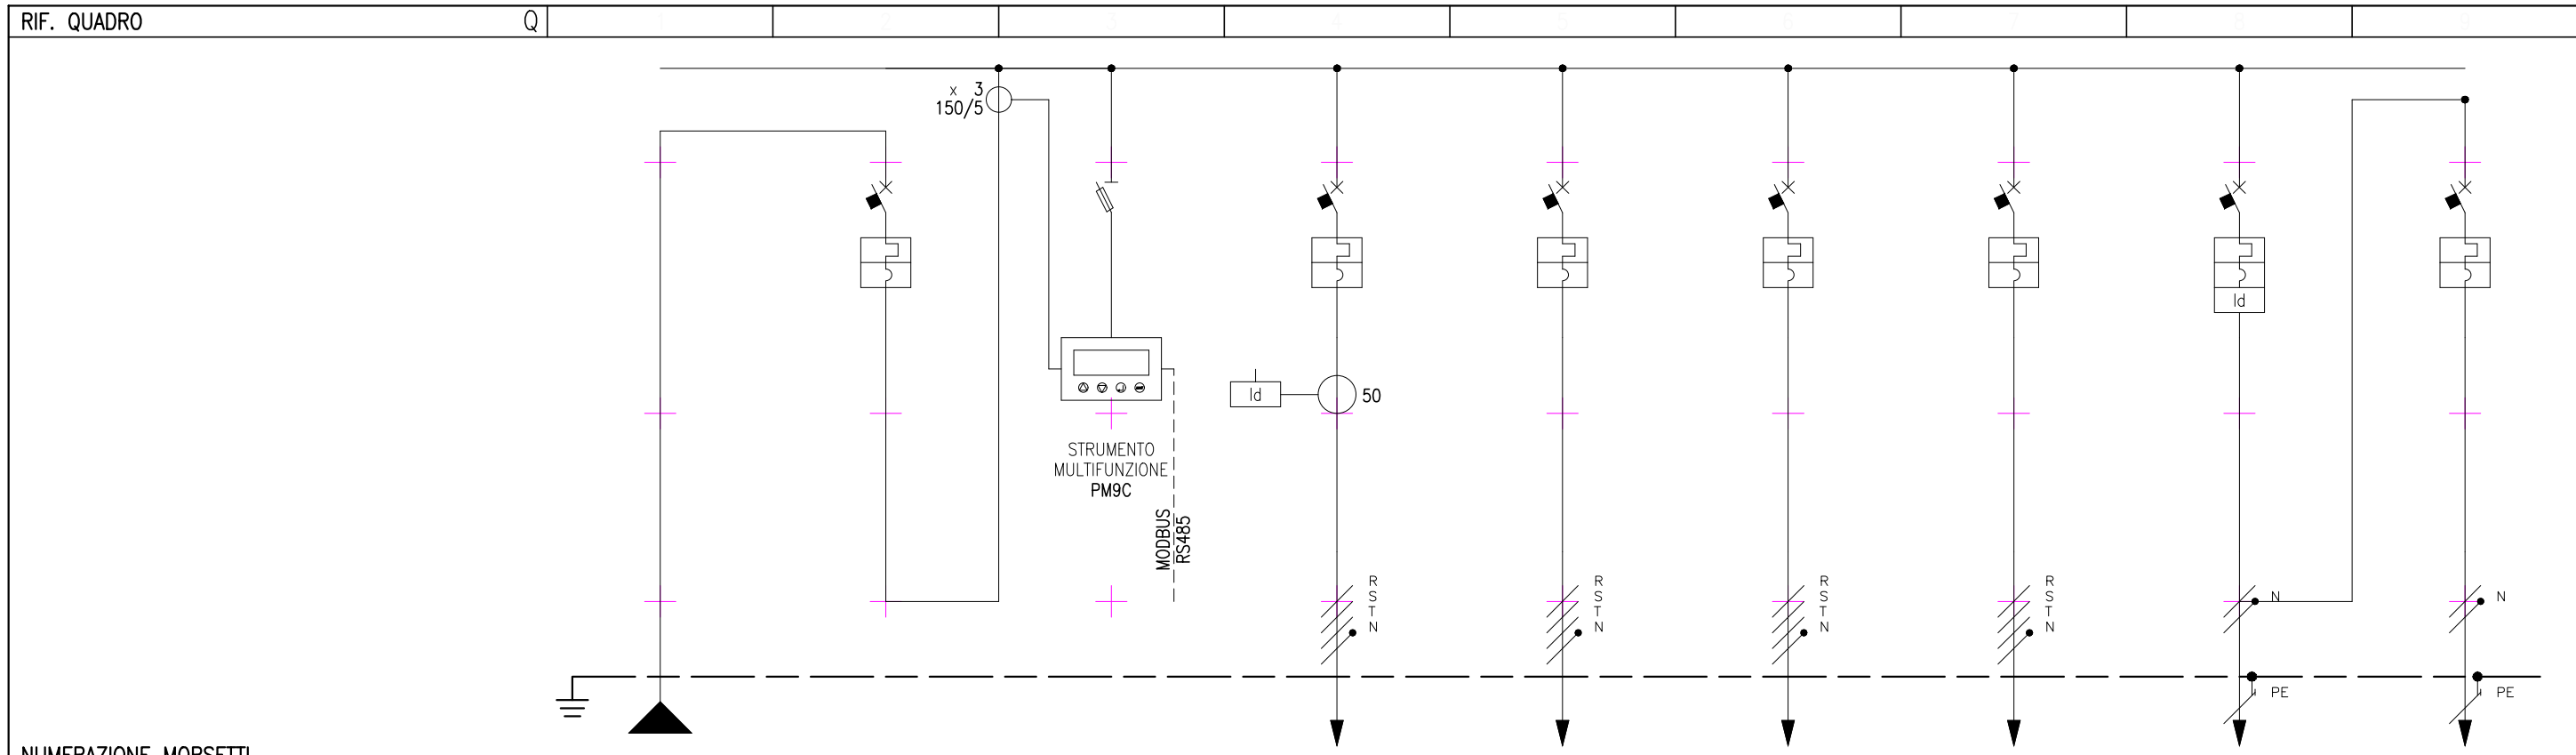 RIF. QUADRO Q
x 3
150/5
Id
Id
50
STRUMENTO
MULTIFUNZIONE
PM9C
MODBUS
RS485
R
S
T
N
R
S
T
N
R
S
T
N
R
S
T
N
N
N
PE
PE
NUMERAZIONE MORSETTI